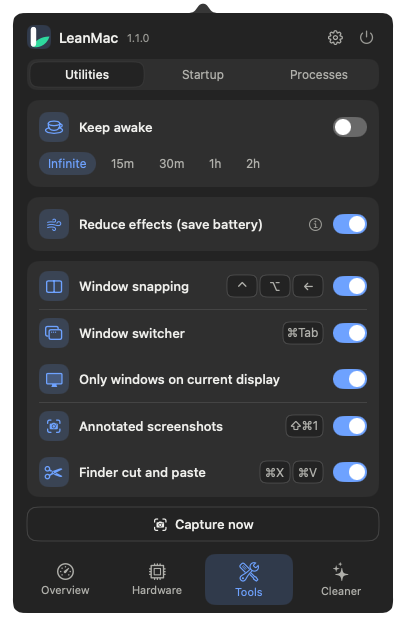 LeanMac 1.1.0
Utilities Startup Processes
Keep awake
Infinite 15m 30m 1h 2h
Reduce effects (save battery)
Window snapping ^ ⌥ ←
Window switcher ⌘Tab
Only windows on current display
Annotated screenshots ⇧⌘1
Finder cut and paste ⌘X ⌘V
Capture now
Overview Hardware Tools Cleaner